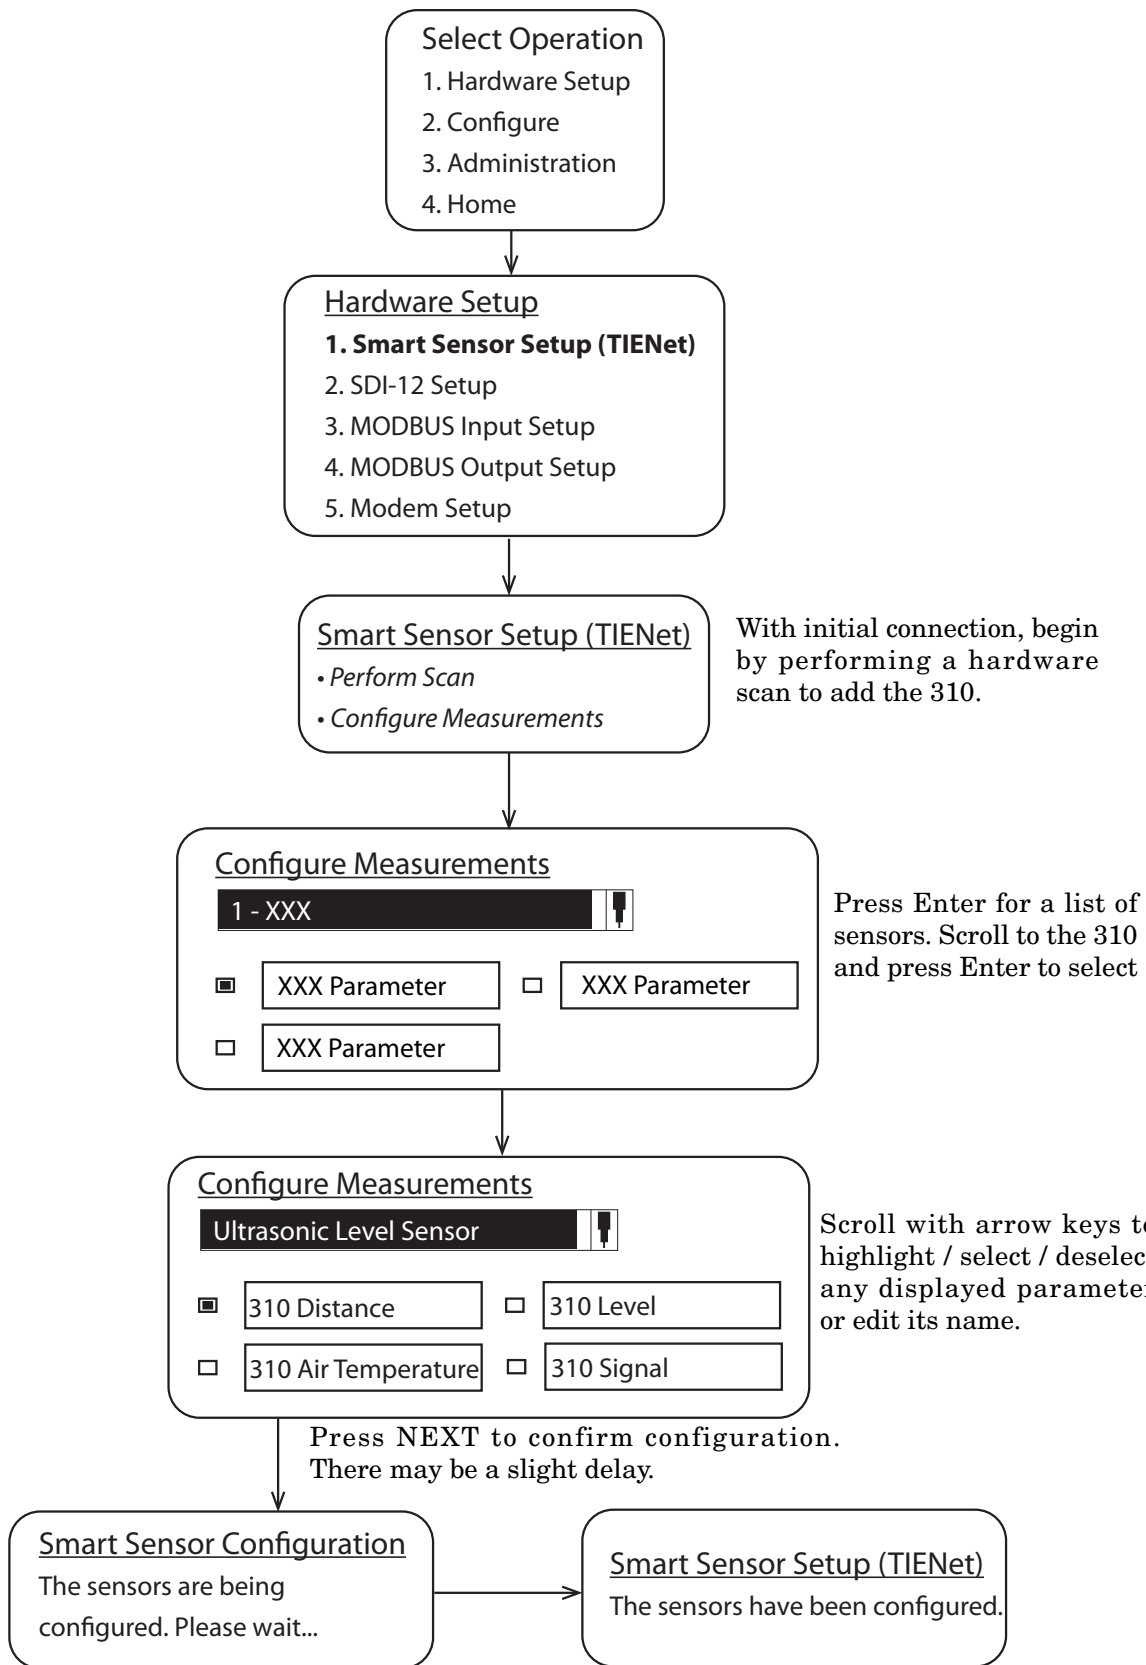 Select Operation
1. Hardware Setup
2. Configure
3. Administration
4. Home
Hardware Setup
1. Smart Sensor Setup (TIENet)
2. SDI-12 Setup
3. MODBUS Input Setup
4. MODBUS Output Setup
5. Modem Setup
Smart Sensor Setup (TIENet)
• Perform Scan
• Configure Measurements
With initial connection, begin
by performing a hardware
scan to add the 310.
Configure Measurements
1 - XXX
XXX Parameter
XXX Parameter
XXX Parameter
Press Enter for a list of
sensors. Scroll to the 310
and press Enter to select
Configure Measurements
Ultrasonic Level Sensor
310 Distance
310 Level
310 Air Temperature
310 Signal
Scroll with arrow keys to
highlight / select / deselec
any displayed parameter
or edit its name.
Press NEXT to confirm configuration.
There may be a slight delay.
Smart Sensor Configuration
The sensors are being
configured. Please wait...
Smart Sensor Setup (TIENet)
The sensors have been configured.